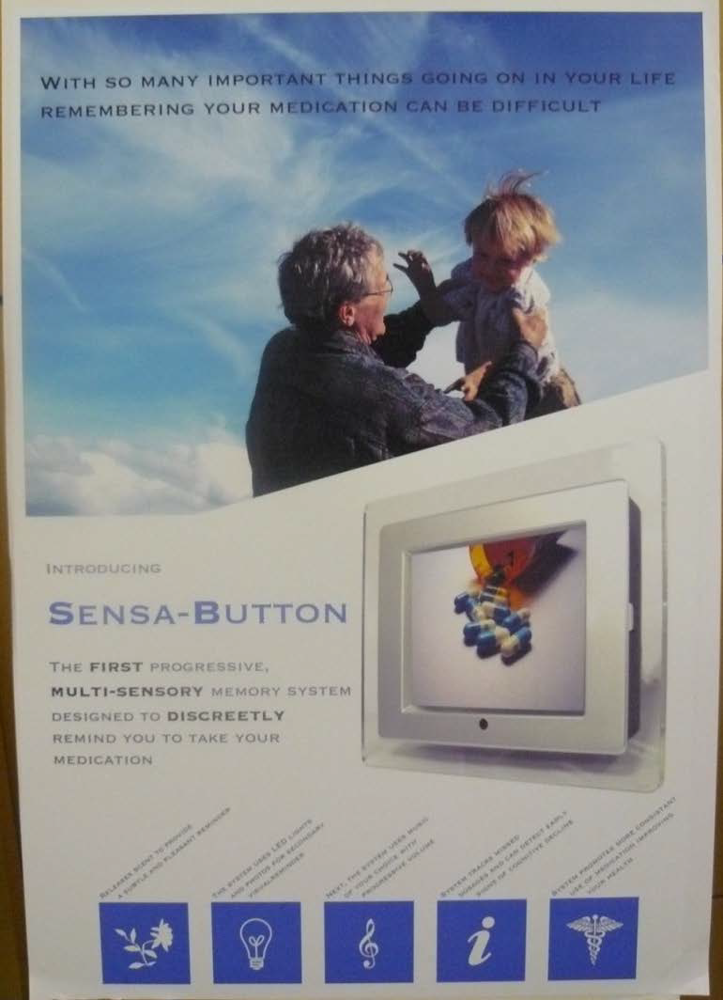 WITH SO MANY IMPORTANT THINGS GOING ON IN YOUR LIFE
REMEMBERING YOUR MEDICATION CAN BE DIFFICULT
INTRODUCING
SENSA-BUTTON
THE FIRST PROGRESSIVE,
MULTI-SENSORY MEMORY SYSTEM
DESIGNED TO DISCREETLY
REMIND YOU TO TAKE YOUR
MEDICATION
RELEASES SCENT TO PROVIDE
A SUBTLE AND PLEASANT REMINDER
THE SYSTEM USES LED LIGHTS
AND PHOTOS FOR SECONDARY
VISUALREMINDER
NEXT, THE SYSTEM USES MUSIC
OF YOUR CHOICE WITH
PROGRESSIVE VOLUME
SYSTEM TRACKS MISSED
DOSAGES AND CAN DETECT EARLY
SIGNS OF COGNITIVE DECLINE
SYSTEM PROMOTES MORE CONSISTANT
USE OF MEDICATION IMPROVING
YOUR HEALTH